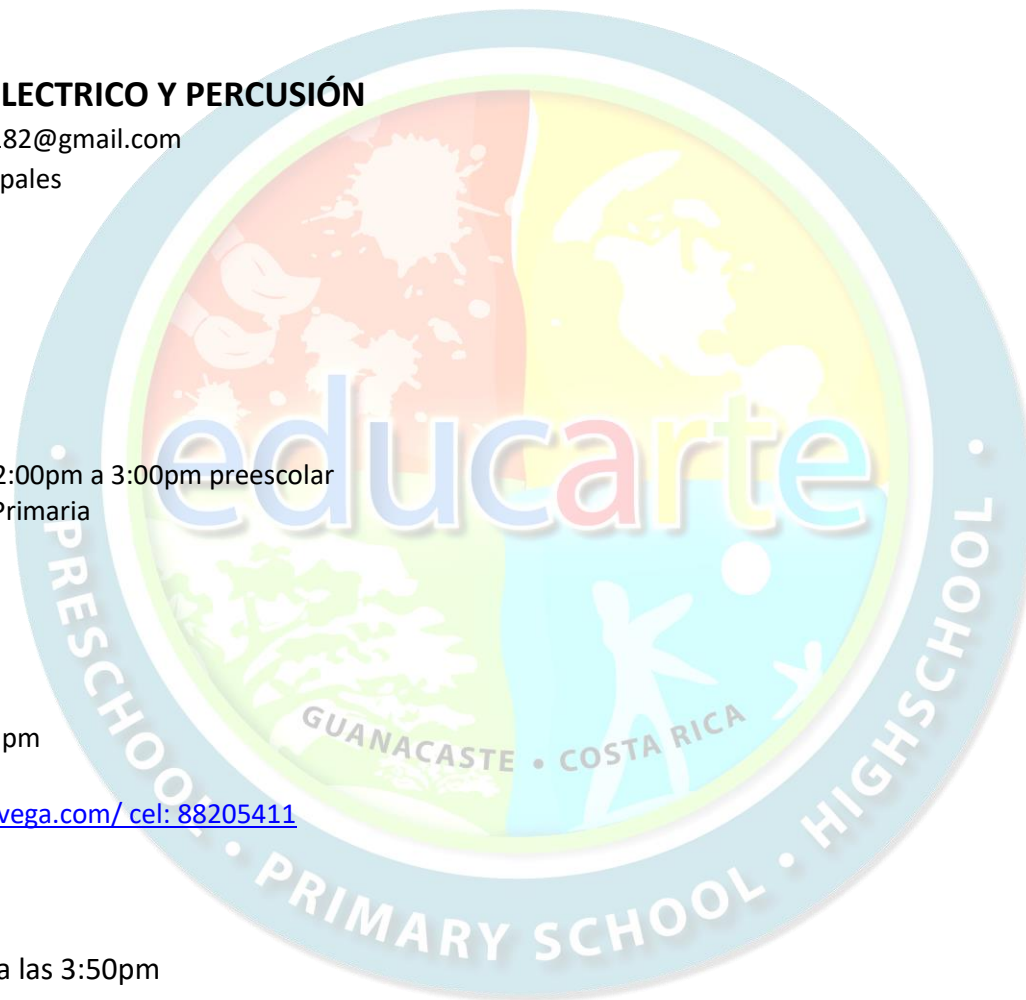 LECTRICO Y PERCUSIÓN
182@gmail.com
pales
educarte
2:00pm a 3:00pm preescolar
Primaria
GUANACASTE • COSTA RICA
pm
vega.com/ cel: 88205411
• PRESCHOOL • PRIMARY SCHOOL • HIGHSCHOOL •
a las 3:50pm